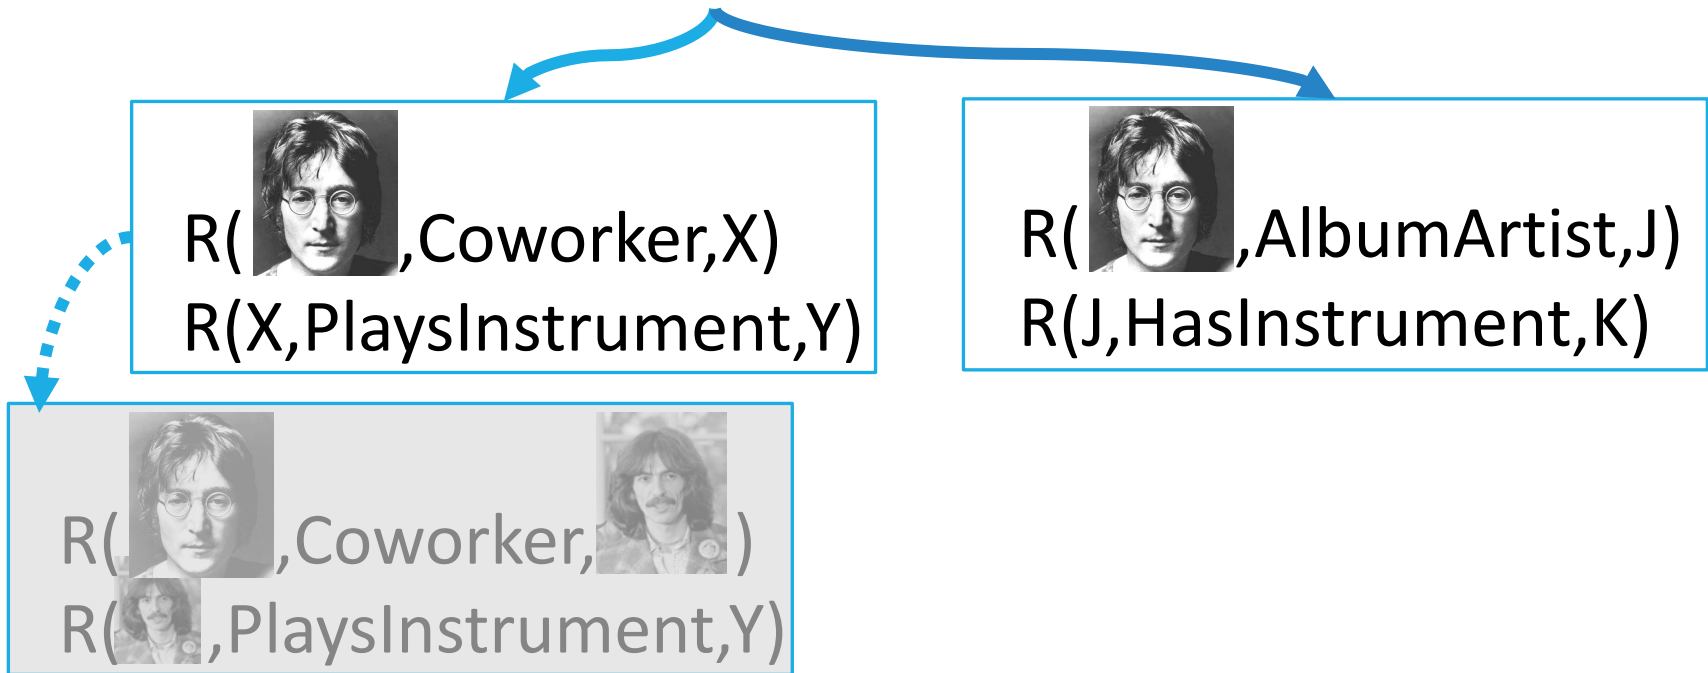 R( ,Coworker,X)
R(X,PlaysInstrument,Y)
R( ,AlbumArtist,J)
R(J,HasInstrument,K)
R( ,Coworker, )
R( ,PlaysInstrument,Y)